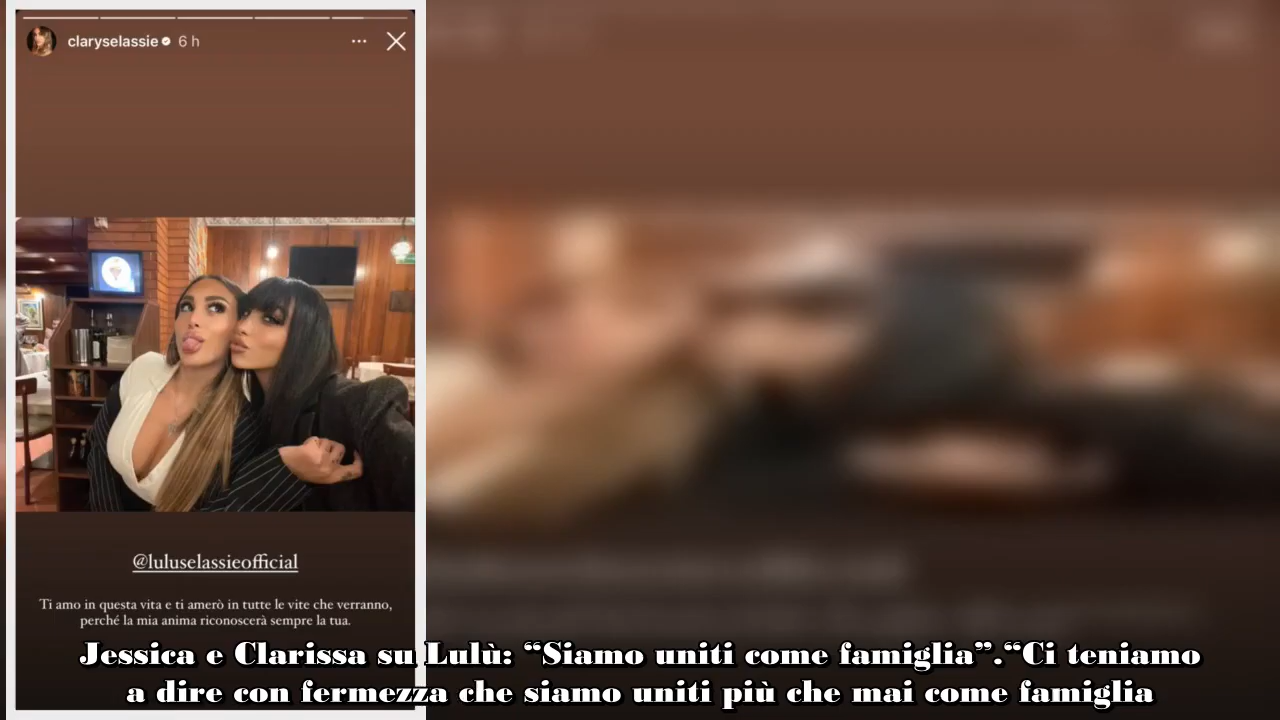 claryselassie 6 h
@luluselassieofficial
Ti amo in questa vita e ti amerò in tutte le vite che verranno,
perché la mia anima riconoscerà sempre la tua.
Jessica e Clarissa su Lulù: “Siamo uniti come famiglia”.“Ci teniamo
a dire con fermezza che siamo uniti più che mai come famiglia